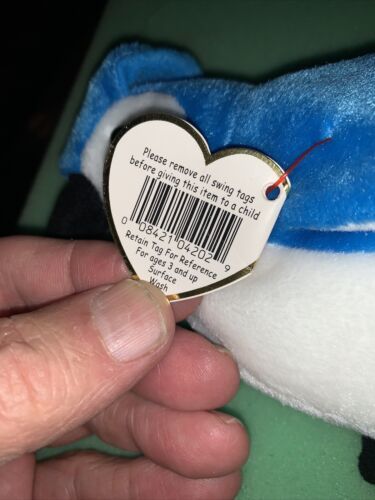 Please remove all swing tags
before giving this item to a child
0 08421 04202 9
Retain Tag For Reference
For ages 3 and up
Surface
Wash